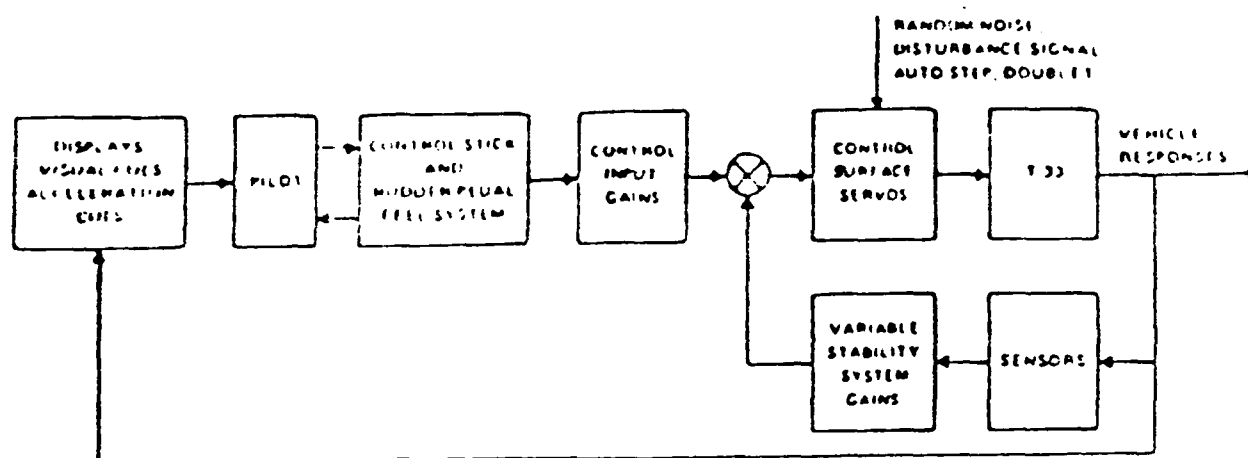 RANDOM NOISE
DISTURBANCE SIGNAL
AUTO STEP, DOUBLET
DISPLAYS
VISUAL CUES
ACCELERATION
CUES
PILOT
CONTROL STICK
AND
RUDDER PEDAL
FEEL SYSTEM
CONTROL
INPUT
GAINS
CONTROL
SURFACE
SERVOS
T-33
VEHICLE
RESPONSES
VARIABLE
STABILITY
SYSTEM
GAINS
SENSORS